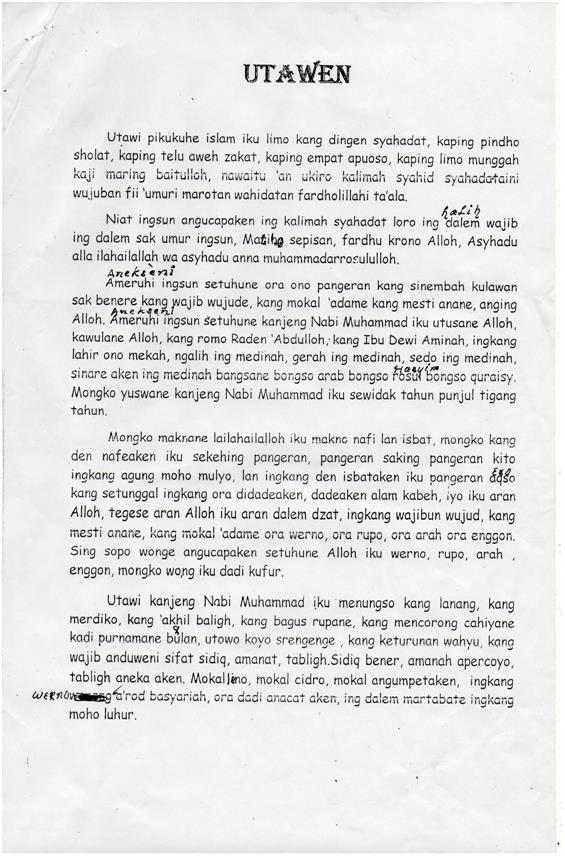 UTAWEN
Utawi pikukuhe islam iku limo kang dingen syahadat, kaping pindho
sholat, kaping telu aweh zakat, kaping empat apuoso, kaping limo munggah
kaji maring baitulloh, nawaitu 'an ukiro kalimah syahid syahadataini
wujuban fii 'umuri marotan wahidatan fardholillahi ta'ala.
Niat ingsun angucapaken ing kalimah syahadat loro ing dalem wajib
ing dalem sak umur ingsun, sepisan, fardhu krono Alloh, Asyhadu
alla ilahailallah wa asyhadu anna muhammadarrosululloh.
Anekseni
Ameruhi ingsun setuhune ora ono pangeran kang sinembah kulawan
sak benere kang wajib wujude, kang mokal 'adame kang mesti anane, anging
Anekseni
Alloh. Ameruhi ingsun setuhune kanjeng Nabi Muhammad iku utusane Alloh,
kawulane Alloh, kang romo Raden 'Abdulloh, kang Ibu Dewi Aminah, ingkang
lahir ono mekah, ngalih ing medinah, gerah ing medinah, sedo ing medinah,
Hasyim
sinare aken ing medinah bangsane bongso arab bongso rosul bongso quraisy.
Mongko yuswane kanjeng Nabi Muhammad iku sewidak tahun punjul tigang
tahun.
Mongko maknane lailahailalloh iku makne nafi lan isbat, mongko kang
den nafeaken iku sekehing pangeran, pangeran saking pangeran kito
ingkang agung moho mulyo, lan ingkang den isbataken iku pangeran
kang setunggal ingkang ora didadeaken, dadeaken alam kabeh, iyo iku aran
Alloh, tegese aran Alloh iku aran dalem dzat, ingkang wajibun wujud, kang
mesti anane, kang mokal 'adame ora werno, ora rupo, ora arah ora enggon.
Sing sopo wonge angucapaken setuhune Alloh iku werno, rupo, arah ,
enggon, mongko wong iku dadi kufur.
Utawi kanjeng Nabi Muhammad iku menungso kang lanang, kang
merdiko, kang 'akhil baligh, kang bagus rupane, kang mencorong cahiyane
kadi purnamane bulan, utowo koyo srengenge , kang keturunan wahyu, kang
wajib anduweni sifat sidiq, amanat, tabligh.Sidiq bener, amanah apercoyo,
tabligh aneka aken. mokal cidro, mokal angumpetaken, ingkang
a'rod basyariah, ora dadi anacat aken, ing dalem martabate ingkang
moho luhur.